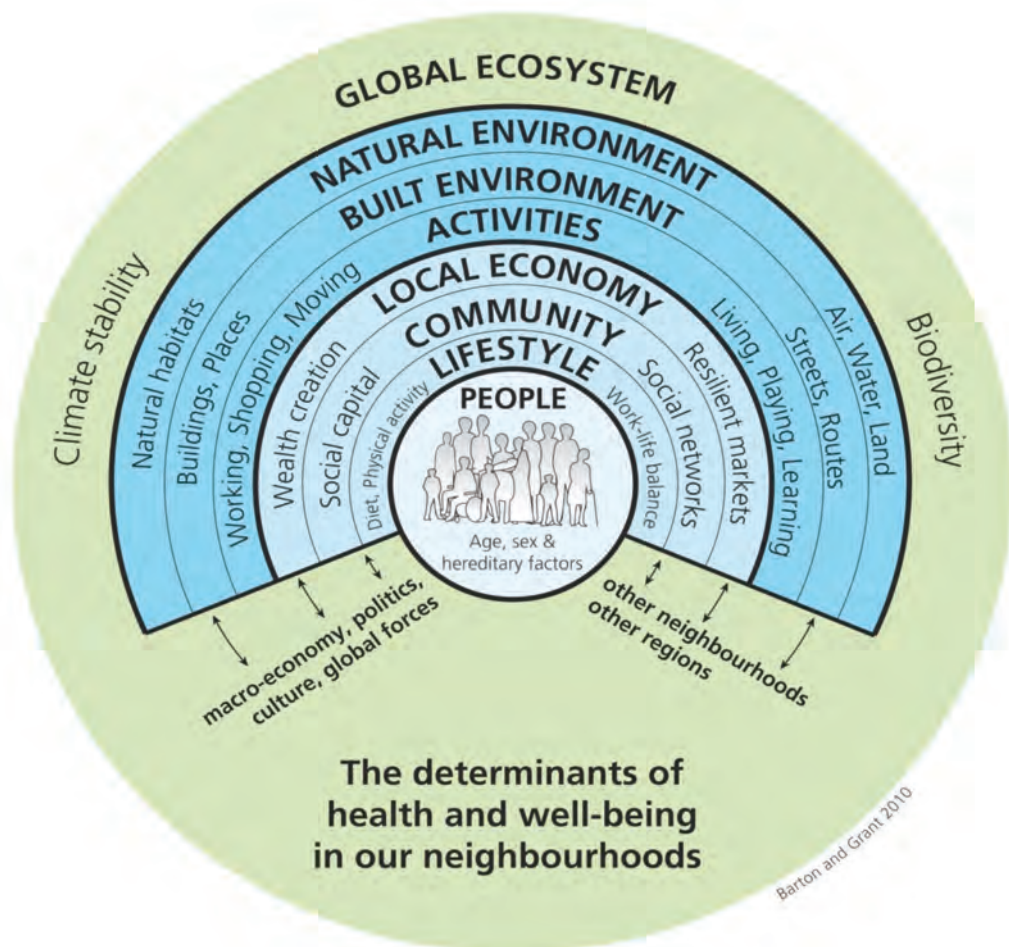 GLOBAL ECOSYSTEM
NATURAL ENVIRONMENT
BUILT ENVIRONMENT
ACTIVITIES
LOCAL ECONOMY
COMMUNITY
LIFESTYLE
PEOPLE
Age, sex &
hereditary factors
Climate stability
Natural habitats
Buildings, Places
Working, Shopping, Moving
Wealth creation
Social capital
Diet, Physical activity
Work-life balance
Social networks
Resilient markets
Living, Playing, Learning
Streets, Routes
Air, Water, Land
Biodiversity
macro-economy, politics,
culture, global forces
other neighbourhoods
other regions
The determinants of
health and well-being
in our neighbourhoods
Barton and Grant 2010